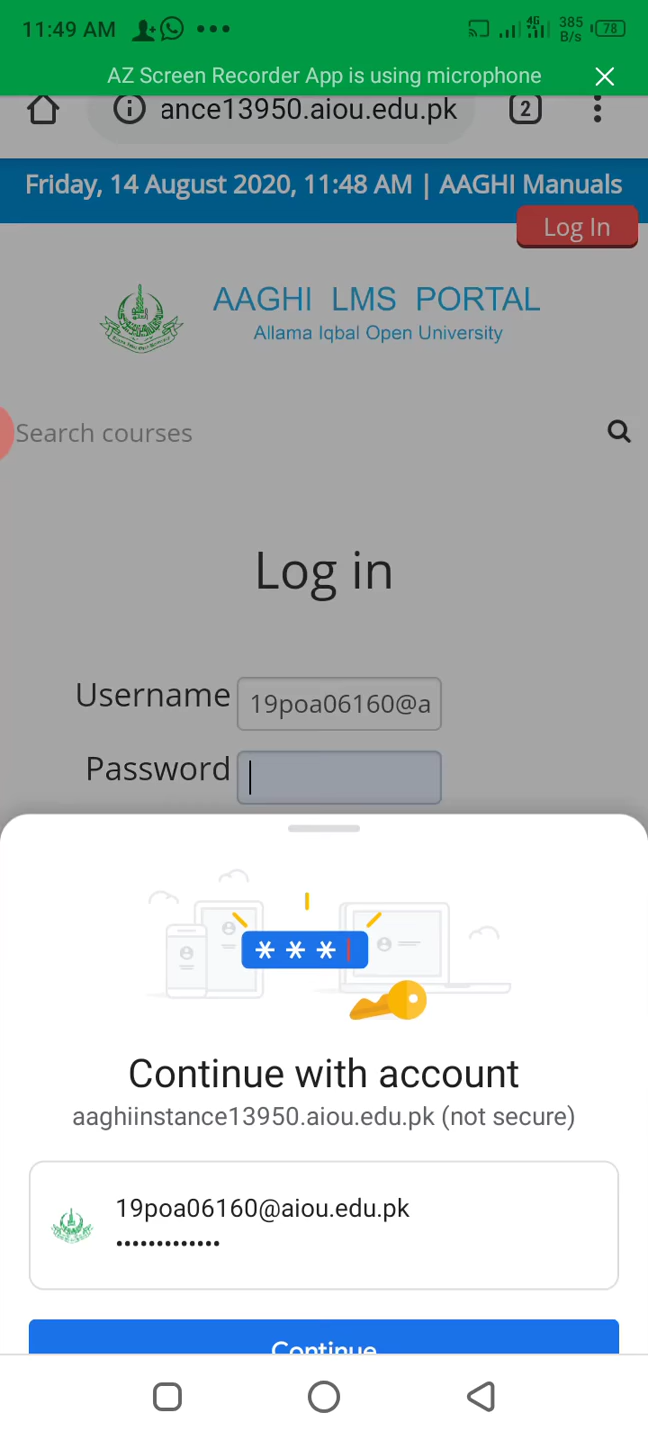 11:49 AM 4G 385 B/s 78
AZ Screen Recorder App is using microphone
ance13950.aiou.edu.pk 2
Friday, 14 August 2020, 11:48 AM | AAGHI Manuals
Log In
AAGHI LMS PORTAL
Allama Iqbal Open University
Search courses
Log in
Username 19poa06160@a
Password
***
Continue with account
aaghiinstance13950.aiou.edu.pk (not secure)
19poa06160@aiou.edu.pk
•••••••••••••
Continue